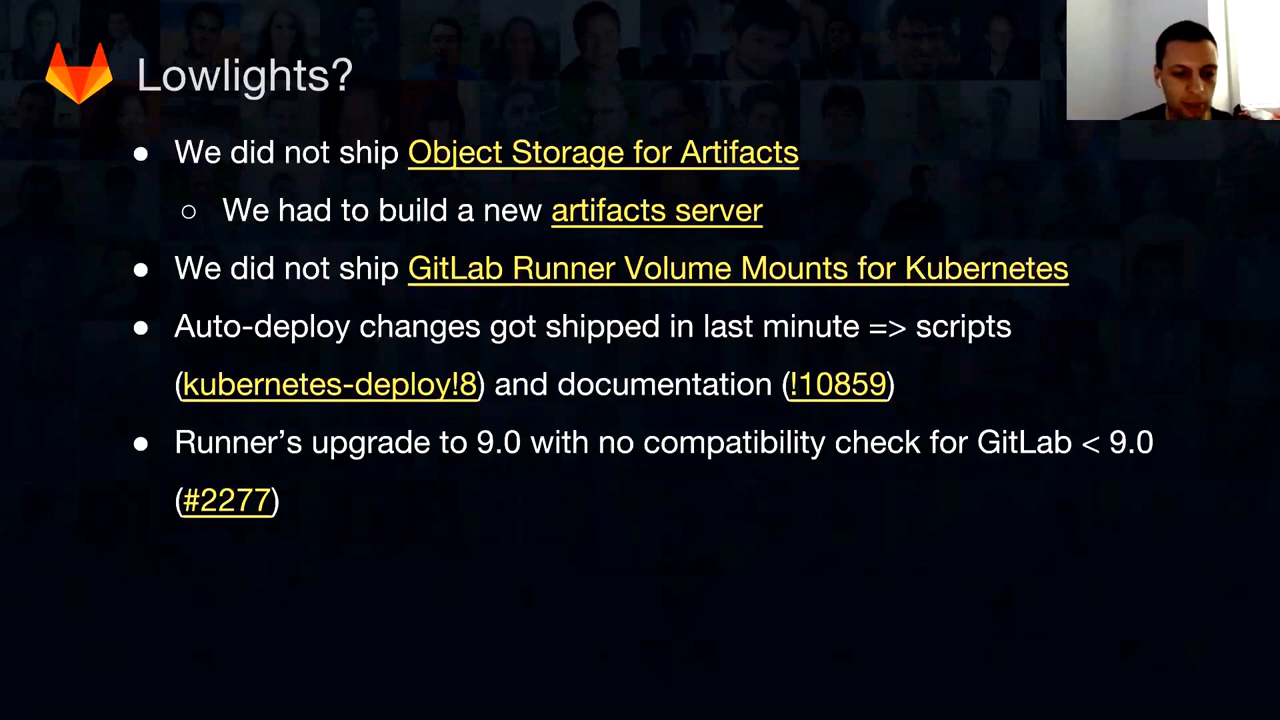 Lowlights?
● We did not ship Object Storage for Artifacts
○ We had to build a new artifacts server
● We did not ship GitLab Runner Volume Mounts for Kubernetes
● Auto-deploy changes got shipped in last minute => scripts
(kubernetes-deploy!8) and documentation (!10859)
● Runner’s upgrade to 9.0 with no compatibility check for GitLab < 9.0
(#2277)